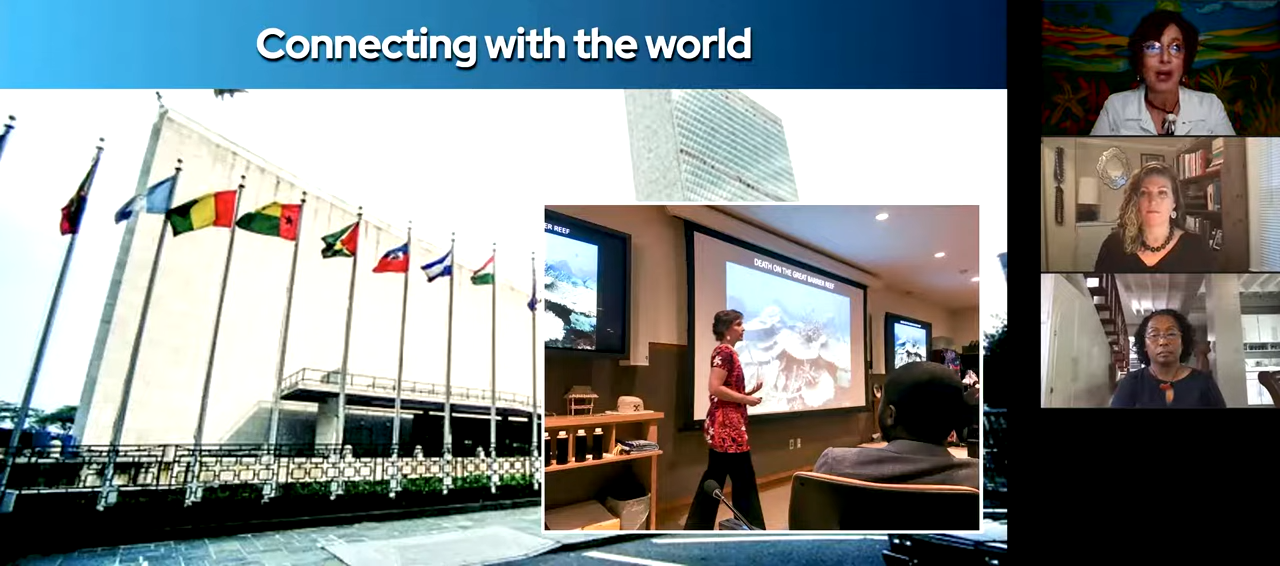 Connecting with the world
ER REEF
DEATH ON THE GREAT BARRIER REEF